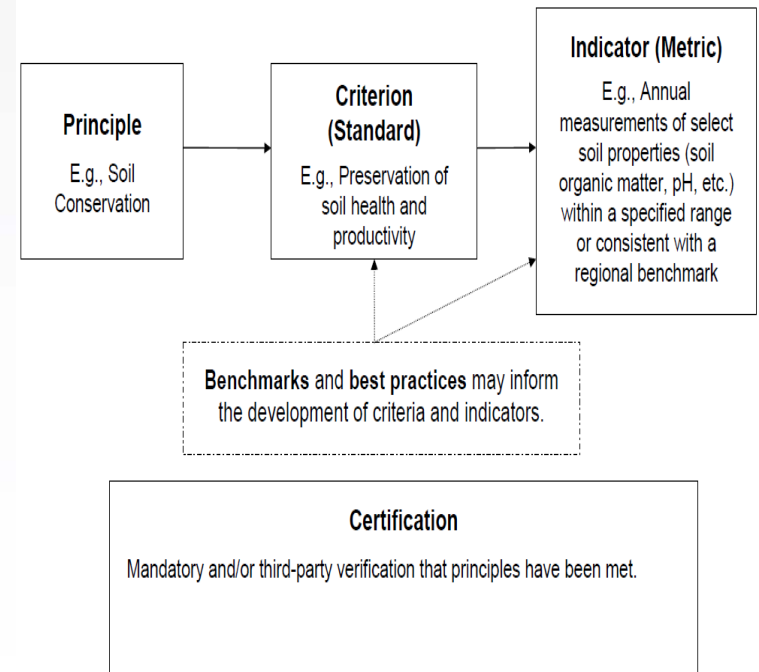 Principle
E.g., Soil
Conservation
Criterion
(Standard)
E.g., Preservation of
soil health and
productivity
Indicator (Metric)
E.g., Annual
measurements of select
soil properties (soil
organic matter, pH, etc.)
within a specified range
or consistent with a
regional benchmark
Benchmarks and best practices may inform
the development of criteria and indicators.
Certification
Mandatory and/or third-party verification that principles have been met.